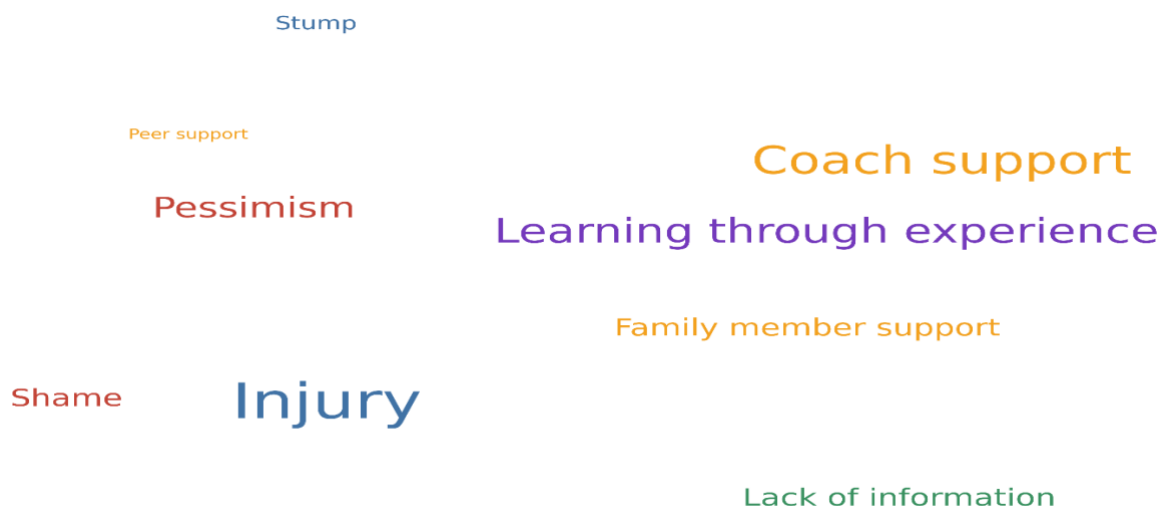 Stump
Peer support
Coach support
Pessimism
Learning through experience
Family member support
Shame
Injury
Lack of information